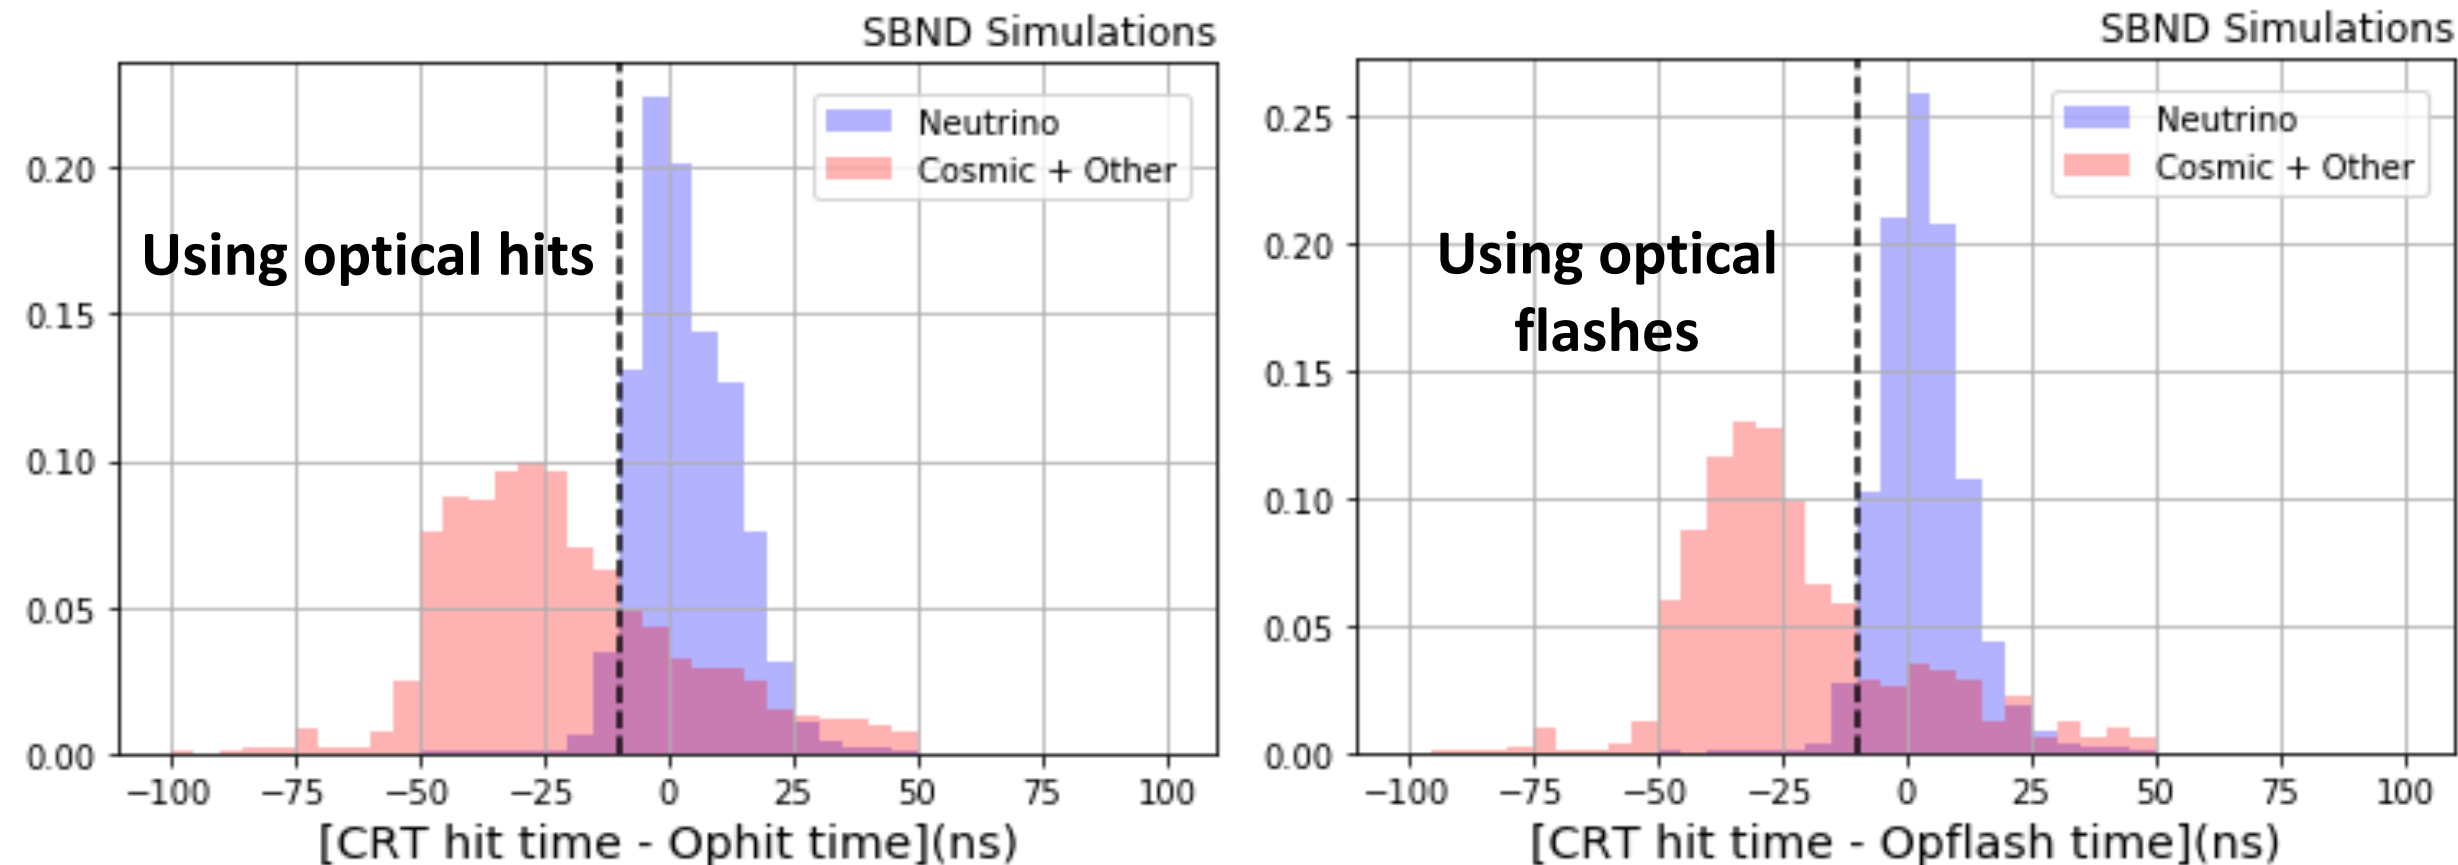 SBND Simulations
Neutrino
Cosmic + Other
Using optical hits
0.20
0.15
0.10
0.05
0.00
−100 −75 −50 −25 0 25 50 75 100
[CRT hit time - Ophit time](ns)
SBND Simulations
Neutrino
Cosmic + Other
Using optical
flashes
0.25
0.20
0.15
0.10
0.05
0.00
−100 −75 −50 −25 0 25 50 75 100
[CRT hit time - Opflash time](ns)